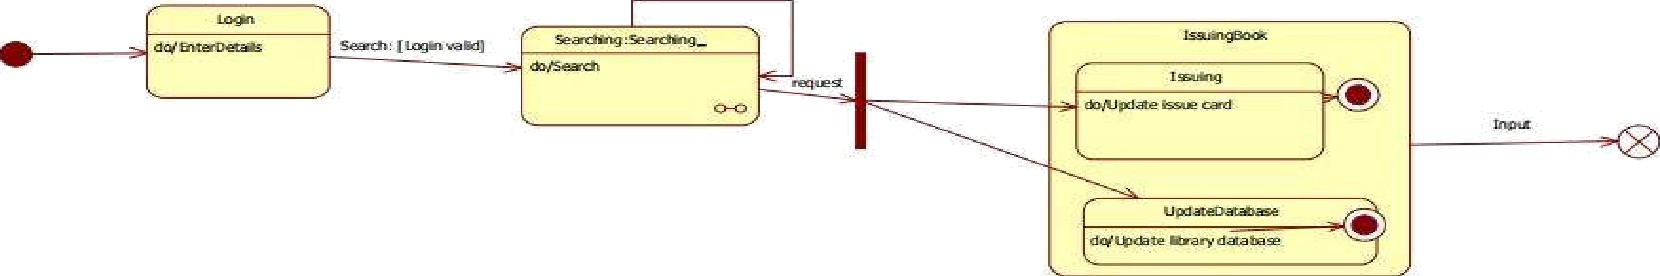 Login
do/EnterDetails
Search: [Login valid]
Searching:Searching_
do/Search
request
IssuingBook
Issuing
do/Update issue card
UpdateDatabase
do/Update library database
Input